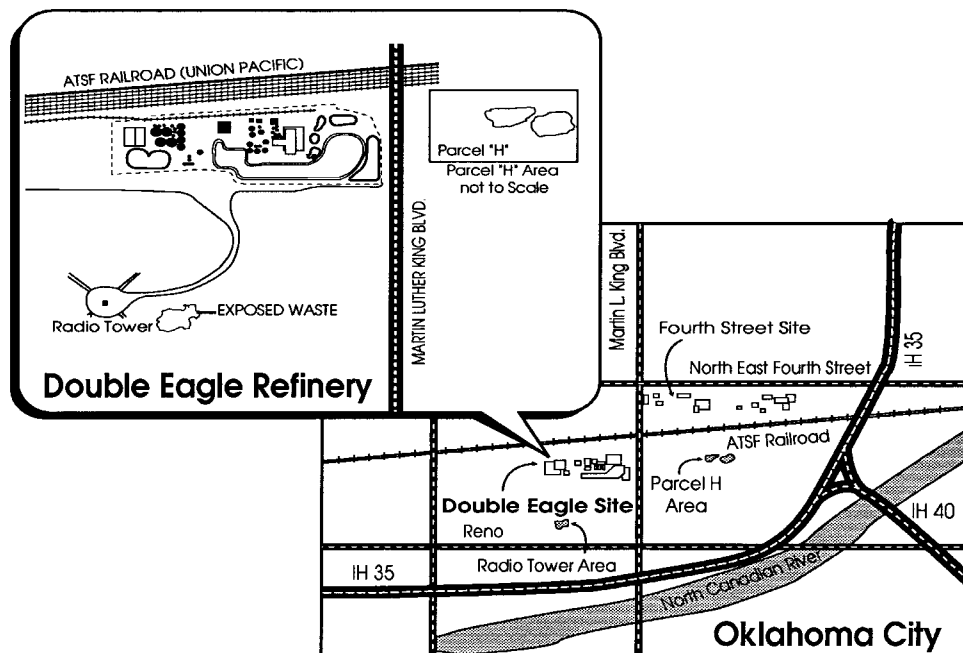 ATSF RAILROAD (UNION PACIFIC)
Parcel "H"
Parcel "H" Area
not to Scale
MARTIN LUTHER KING BLVD.
Radio Tower
EXPOSED WASTE
Double Eagle Refinery
Martin L. King Blvd.
Fourth Street Site
IH 35
North East Fourth Street
ATSF Railroad
Double Eagle Site
Parcel H
Area
Reno
IH 40
Radio Tower Area
IH 35
North Canadian River
Oklahoma City